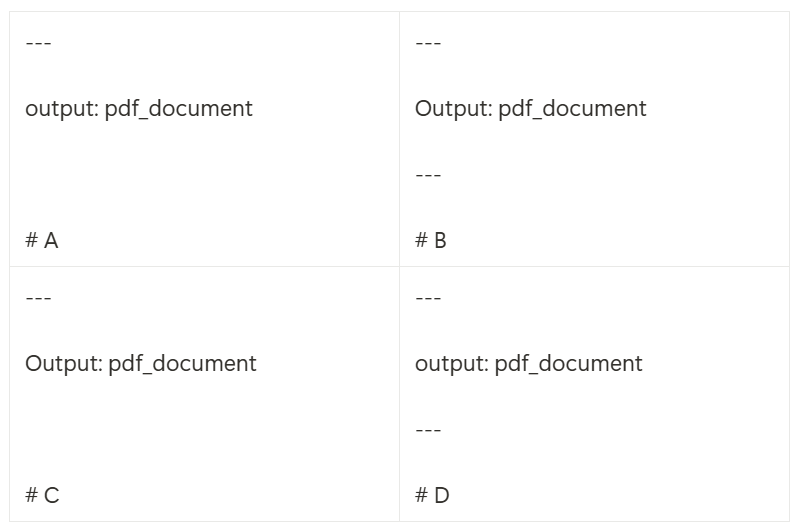 ---
output: pdf_document
# A
---
Output: pdf_document
---
# B
---
Output: pdf_document
# C
---
output: pdf_document
---
# D